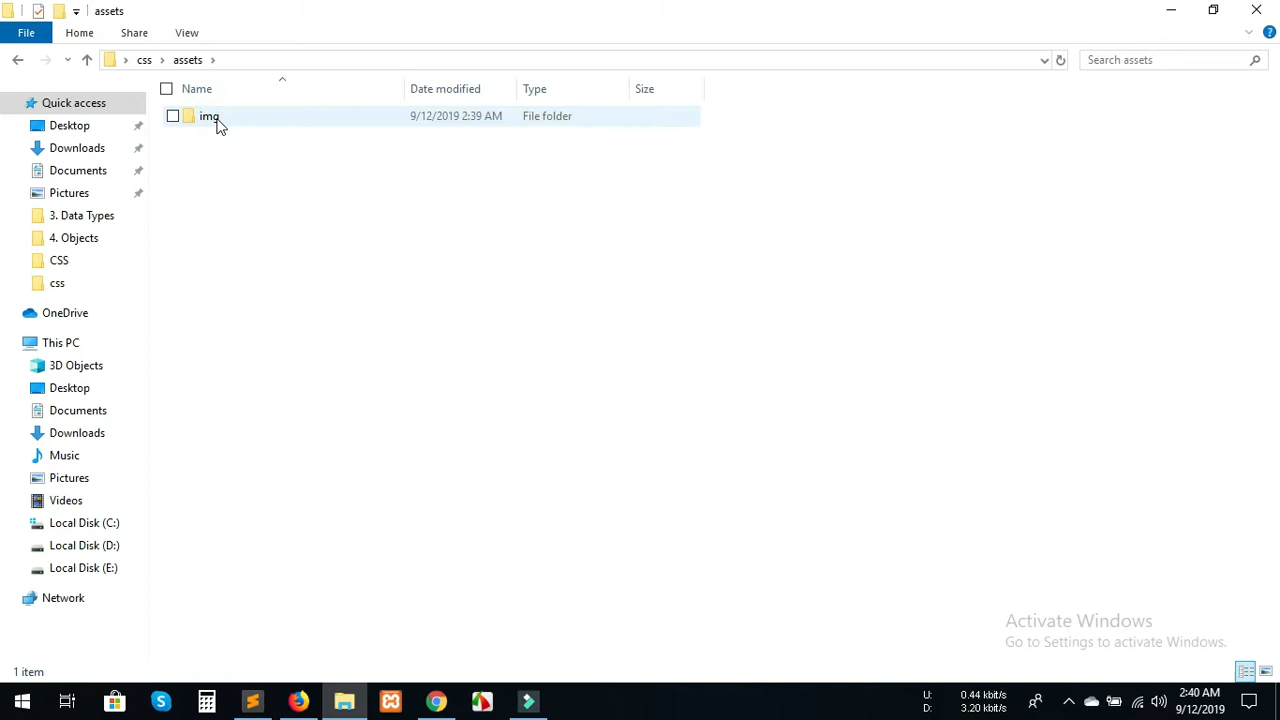 assets
File
Home
Share
View
css
assets
Search assets
Name
Date modified
Type
Size
img
9/12/2019 2:39 AM
File folder
Quick access
Desktop
Downloads
Documents
Pictures
3. Data Types
4. Objects
CSS
css
OneDrive
This PC
3D Objects
Desktop
Documents
Downloads
Music
Pictures
Videos
Local Disk (C:)
Local Disk (D:)
Local Disk (E:)
Network
Activate Windows
Go to Settings to activate Windows.
1 item
U: 0.44 kbit/s
D: 3.20 kbit/s
2:40 AM
9/12/2019